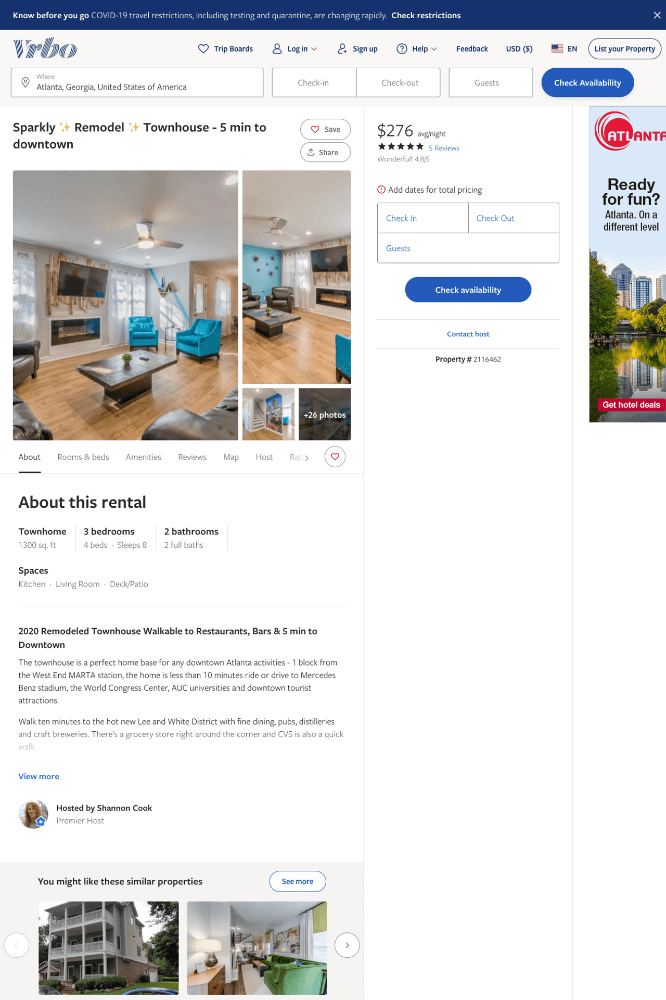 Know before you go COVID-19 travel restrictions, including testing and quarantine, are changing rapidly. Check restrictions
Vrbo
Trip Boards
Log in
Sign up
Help
Feedback
USD ($)
EN
List your Property
Where
Atlanta, Georgia, United States of America
Check-in
Check-out
Guests
Check Availability
Sparkly ✨ Remodel ✨ Townhouse - 5 min to
downtown
Save
Share
+26 photos
$276 avg/night
5 Reviews
Wonderful! 4.8/5
Add dates for total pricing
Check In
Check Out
Guests
Check availability
Contact host
Property # 2116462
ATLANTA
Ready
for fun?
Atlanta. On a
different level
Get hotel deals
About
Rooms & beds
Amenities
Reviews
Map
Host
Rate
About this rental
Townhome
1300 sq. ft
3 bedrooms
4 beds · Sleeps 8
2 bathrooms
2 full baths
Spaces
Kitchen · Living Room · Deck/Patio
2020 Remodeled Townhouse Walkable to Restaurants, Bars & 5 min to
Downtown
The townhouse is a perfect home base for any downtown Atlanta activities - 1 block from
the West End MARTA station, the home is less than 10 minutes ride or drive to Mercedes
Benz stadium, the World Congress Center, AUC universities and downtown tourist
attractions.
Walk ten minutes to the hot new Lee and White District with fine dining, pubs, distilleries
and craft breweries. There's a grocery store right around the corner and CVS is also a quick
walk.
View more
Hosted by Shannon Cook
Premier Host
You might like these similar properties
See more